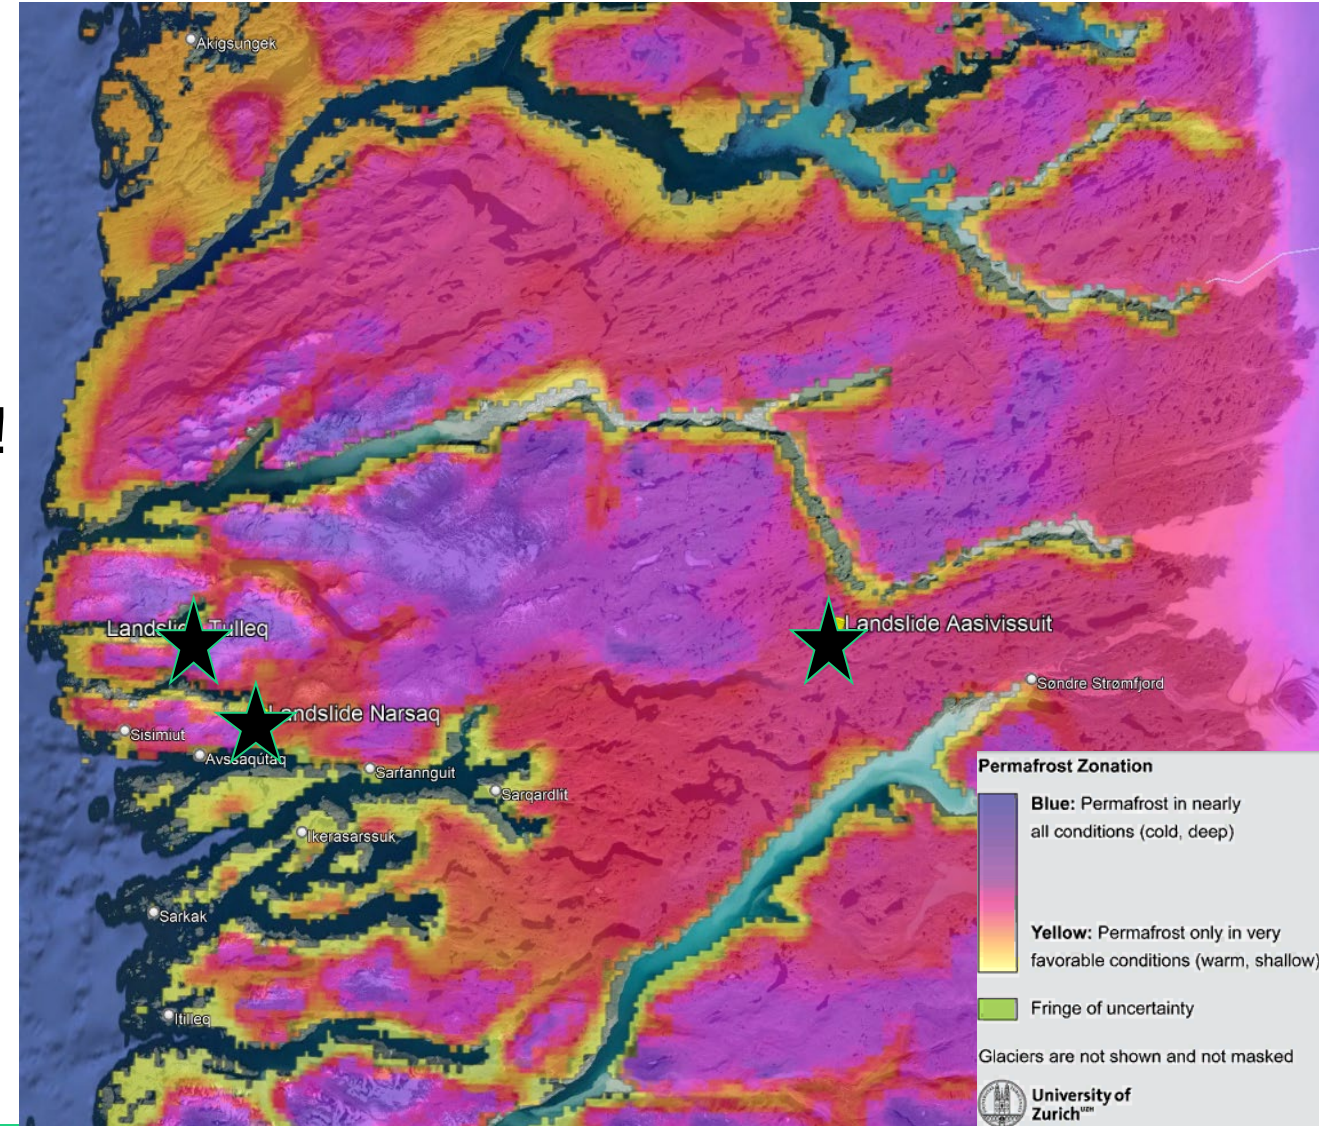 Akigsungek
!
Landslide Tulleq
Landslide Aasivissuit
Søndre Strømfjord
Landslide Narsaq
Sisimiut
Avssaqútaq
Sarfannguit
Sarqardlit
Ikerasarssuk
Sarkak
Itilleq
Permafrost Zonation
Blue: Permafrost in nearly
all conditions (cold, deep)
Yellow: Permafrost only in very
favorable conditions (warm, shallow)
Fringe of uncertainty
Glaciers are not shown and not masked
University of
Zurich UZH